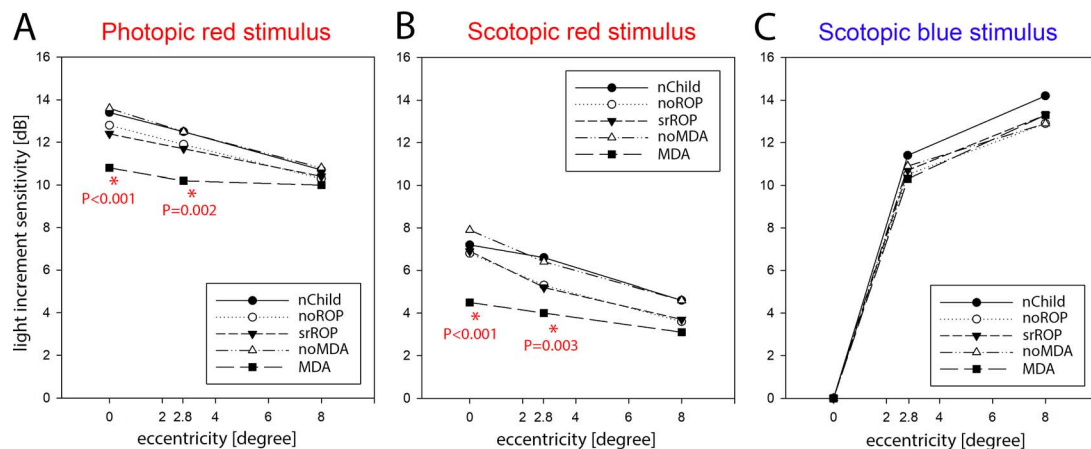 A
Photopic red stimulus
light increment sensitivity [dB]
16
14
12
10
8
6
4
2
0
*
P<0.001
*
P=0.002
nChild
noROP
srROP
noMDA
MDA
0 2 2.8 4 6 8
eccentricity [degree]
B
Scotopic red stimulus
16
14
12
10
8
6
4
2
0
nChild
noROP
srROP
noMDA
MDA
*
P<0.001
*
P=0.003
0 2 2.8 4 6 8
eccentricity [degree]
C
Scotopic blue stimulus
16
14
12
10
8
6
4
2
0
nChild
noROP
srROP
noMDA
MDA
0 2 2.8 4 6 8
eccentricity [degree]